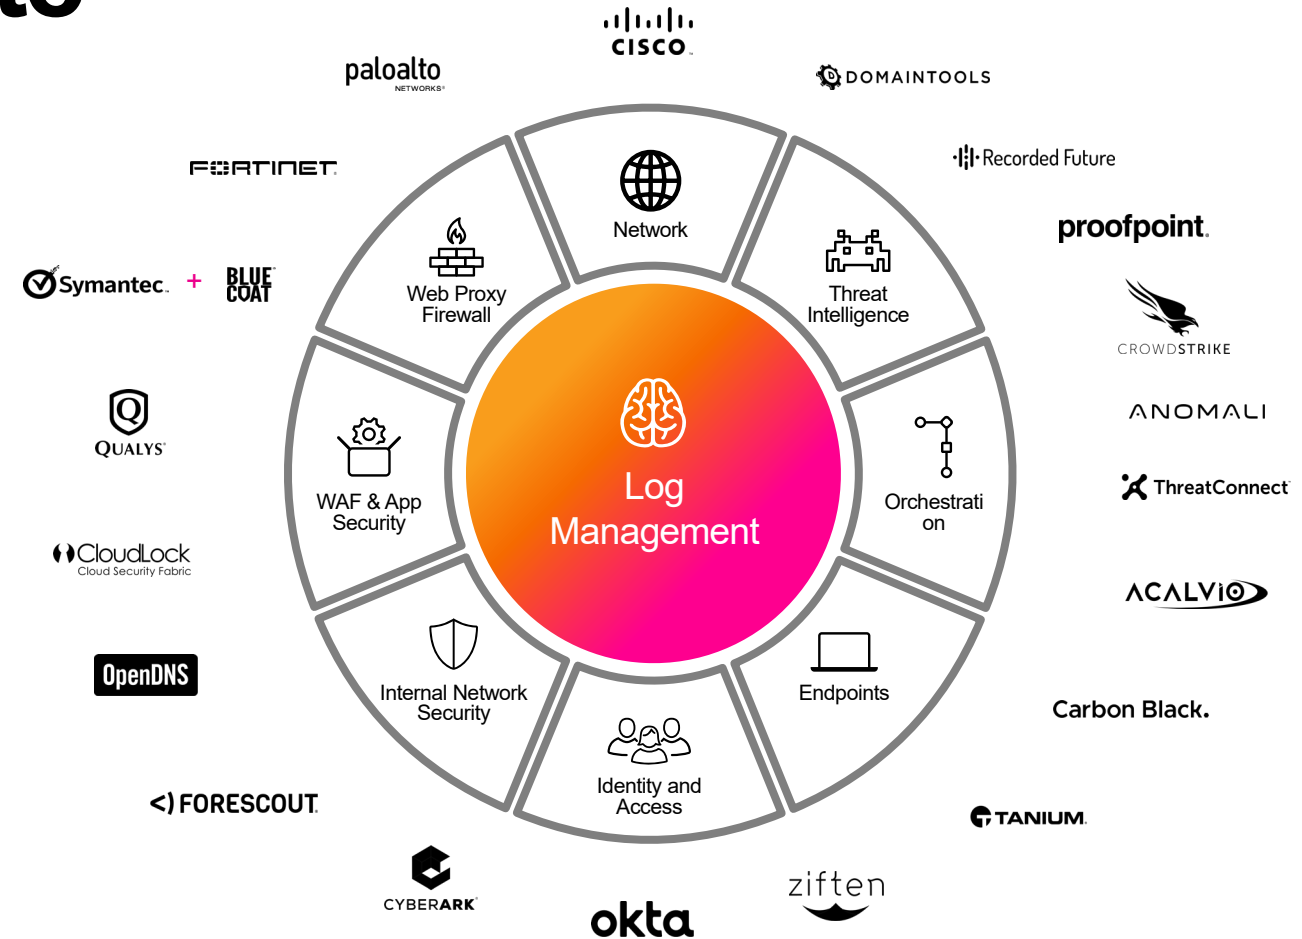 CISCO
paloalto
NETWORKS®
DOMAINTOOLS
FORTINET
Recorded Future
proofpoint.
Symantec.
+
BLUE
COAT
CROWDSTRIKE
QUALYS®
ANOMALI
CloudLock
Cloud Security Fabric
ThreatConnect
OpenDNS
ACALVIO
FORESCOUT
Carbon Black.
CYBERARK®
TANIUM
okta
ziften
Network
Web Proxy
Firewall
Threat
Intelligence
WAF & App
Security
Orchestrati
on
Internal Network
Security
Endpoints
Identity and
Access
Log
Management